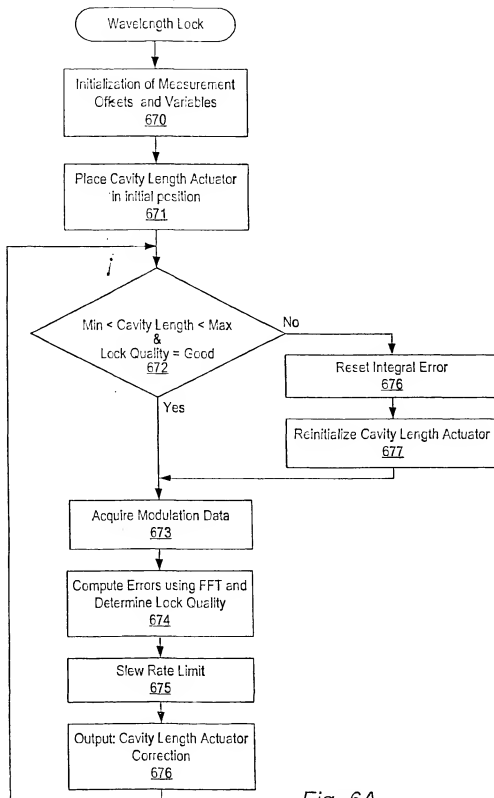 Wavelength Lock
Initialization of Measurement
Offsets and Variables
670
Place Cavity Length Actuator
in initial position
671
Min < Cavity Length < Max
&
Lock Quality = Good
672
No
Reset Integral Error
676
Reinitialize Cavity Length Actuator
677
Yes
Acquire Modulation Data
673
Compute Errors using FFT and
Determine Lock Quality
674
Slew Rate Limit
675
Output: Cavity Length Actuator
Correction
676
Fig. 6A